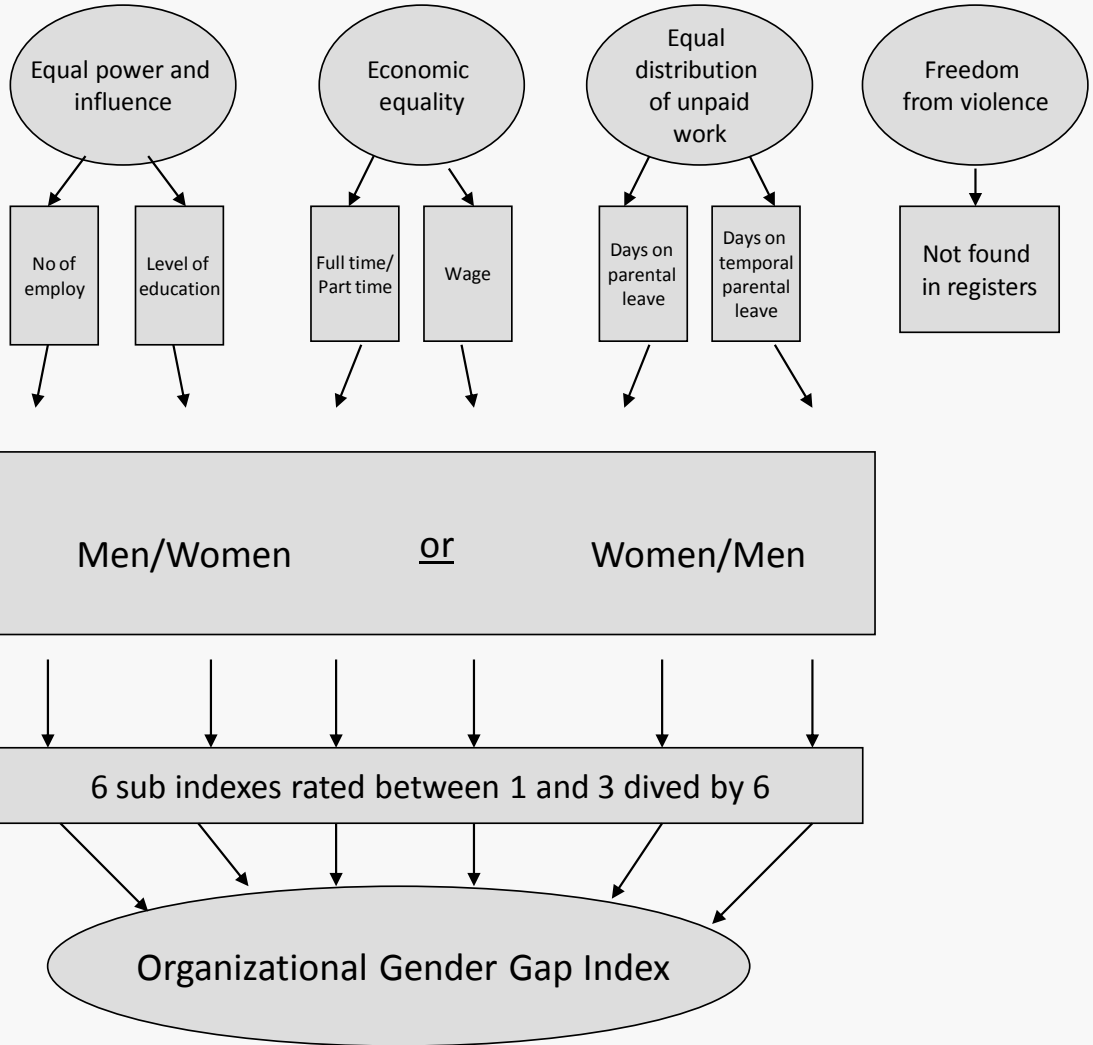 Equal power and
influence
Economic
equality
Equal
distribution
of unpaid
work
Freedom
from violence
No of
employ
Level of
education
Full time/
Part time
Wage
Days on
parental
leave
Days on
temporal
parental
leave
Not found
in registers
Men/Women or Women/Men
6 sub indexes rated between 1 and 3 dived by 6
Organizational Gender Gap Index